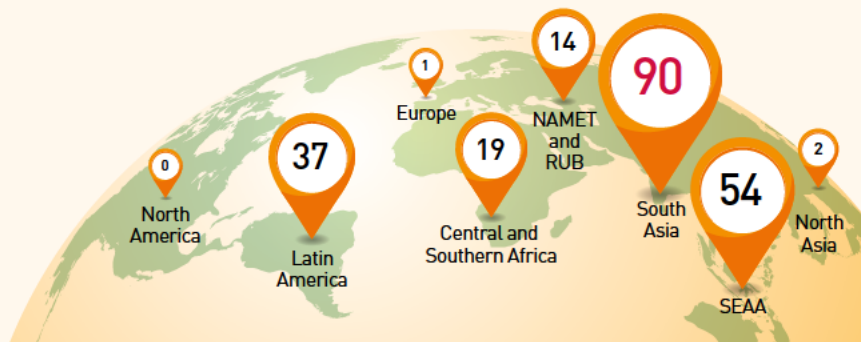 0
North
America
37
Latin
America
1
Europe
19
Central and
Southern Africa
14
NAMET
and
RUB
90
South
Asia
54
SEAA
2
North
Asia